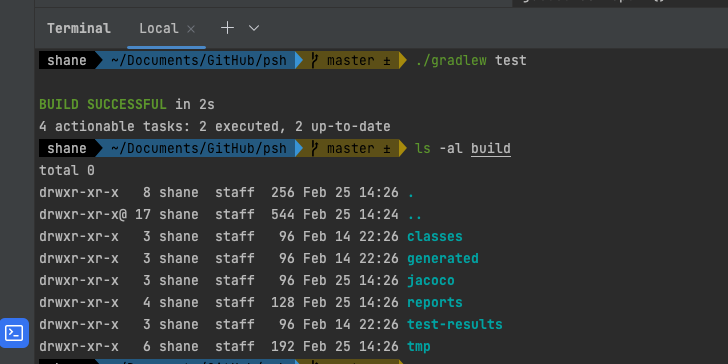 Terminal Local × +
shane ~/Documents/GitHub/psh master ± ./gradlew test
BUILD SUCCESSFUL in 2s
4 actionable tasks: 2 executed, 2 up-to-date
shane ~/Documents/GitHub/psh master ± ls -al build
total 0
drwxr-xr-x 8 shane staff 256 Feb 25 14:26 .
drwxr-xr-x@ 17 shane staff 544 Feb 25 14:24 ..
drwxr-xr-x 3 shane staff 96 Feb 14 22:26 classes
drwxr-xr-x 3 shane staff 96 Feb 14 22:26 generated
drwxr-xr-x 3 shane staff 96 Feb 25 14:26 jacoco
drwxr-xr-x 4 shane staff 128 Feb 25 14:26 reports
drwxr-xr-x 3 shane staff 96 Feb 14 22:26 test-results
drwxr-xr-x 6 shane staff 192 Feb 25 14:26 tmp